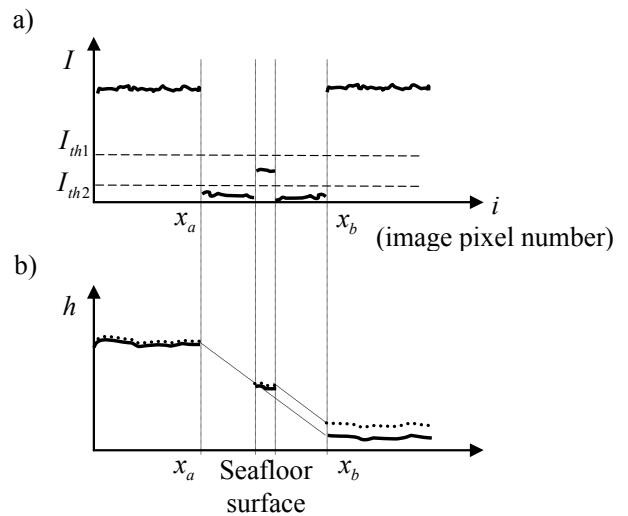 a)
I
I_th1
I_th2
x_a
x_b
i
(image pixel number)
b)
h
x_a
Seafloor
surface
x_b